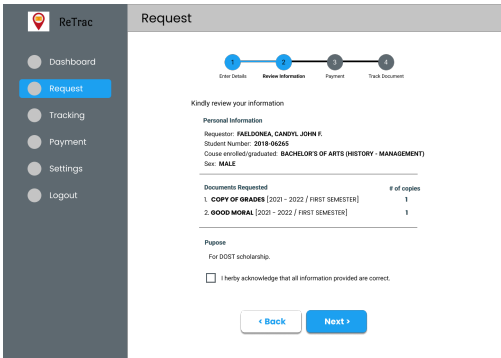 ReTrac
Request
Dashboard
Request
Tracking
Payment
Settings
Logout
1 2 3 4
Enter Details Review Information Payment Track Document
Kindly review your information
Personal Information
Requestor: FAELDONEA, CANDYL JOHN F.
Student Number: 2018-06265
Couse enrolled/graduated: BACHELOR'S OF ARTS (HISTORY - MANAGEMENT)
Sex: MALE
Documents Requested # of copies
1. COPY OF GRADES [2021 - 2022 / FIRST SEMESTER] 1
2. GOOD MORAL [2021 - 2022 / FIRST SEMESTER] 1
Pupose
For DOST scholarship.
I herby acknowledge that all information provided are correct.
‹ Back Next ›